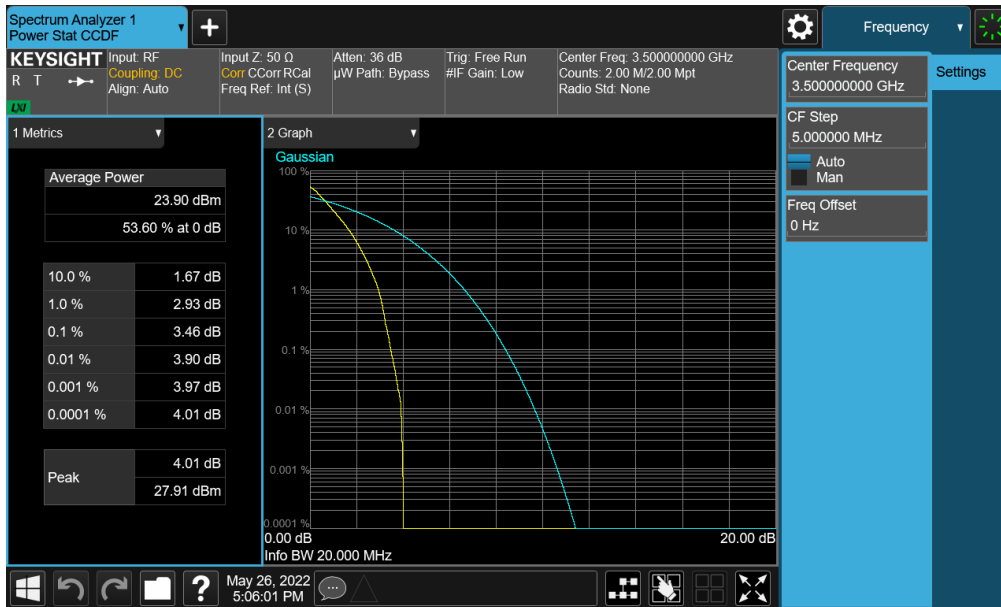 Spectrum Analyzer 1
Power Stat CCDF
Frequency
KEYSIGHT
R T
LXI
Input: RF
Coupling: DC
Align: Auto
Input Z: 50 Ω
Corr CCorr RCal
Freq Ref: Int (S)
Atten: 36 dB
µW Path: Bypass
Trig: Free Run
#IF Gain: Low
Center Freq: 3.500000000 GHz
Counts: 2.00 M/2.00 Mpt
Radio Std: None
Center Frequency
3.500000000 GHz
Settings
CF Step
5.000000 MHz
Auto
Man
Freq Offset
0 Hz
1 Metrics
Average Power
23.90 dBm
53.60 % at 0 dB
10.0 % 1.67 dB
1.0 % 2.93 dB
0.1 % 3.46 dB
0.01 % 3.90 dB
0.001 % 3.97 dB
0.0001 % 4.01 dB
Peak
4.01 dB
27.91 dBm
2 Graph
Gaussian
100 %
10 %
1 %
0.1 %
0.01 %
0.001 %
0.0001 %
0.00 dB 20.00 dB
Info BW 20.000 MHz
?
May 26, 2022
5:06:01 PM